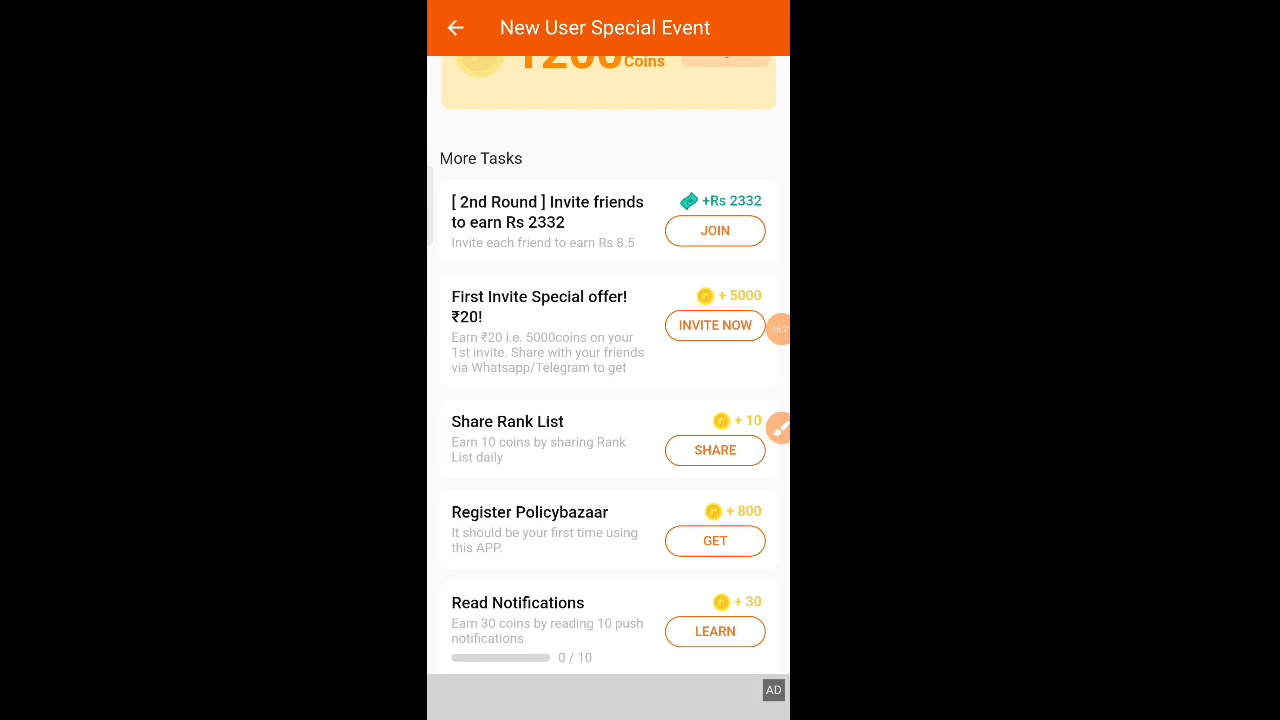 New User Special Event
Coins
More Tasks
[ 2nd Round ] Invite friends
to earn Rs 2332
Invite each friend to earn Rs 8.5
+Rs 2332
JOIN
First Invite Special offer!
₹20!
Earn ₹20 i.e. 5000coins on your
1st invite. Share with your friends
via Whatsapp/Telegram to get
+ 5000
INVITE NOW
Share Rank List
Earn 10 coins by sharing Rank
List daily
+ 10
SHARE
Register Policybazaar
It should be your first time using
this APP.
+ 800
GET
Read Notifications
Earn 30 coins by reading 10 push
notifications
0 / 10
+ 30
LEARN
AD